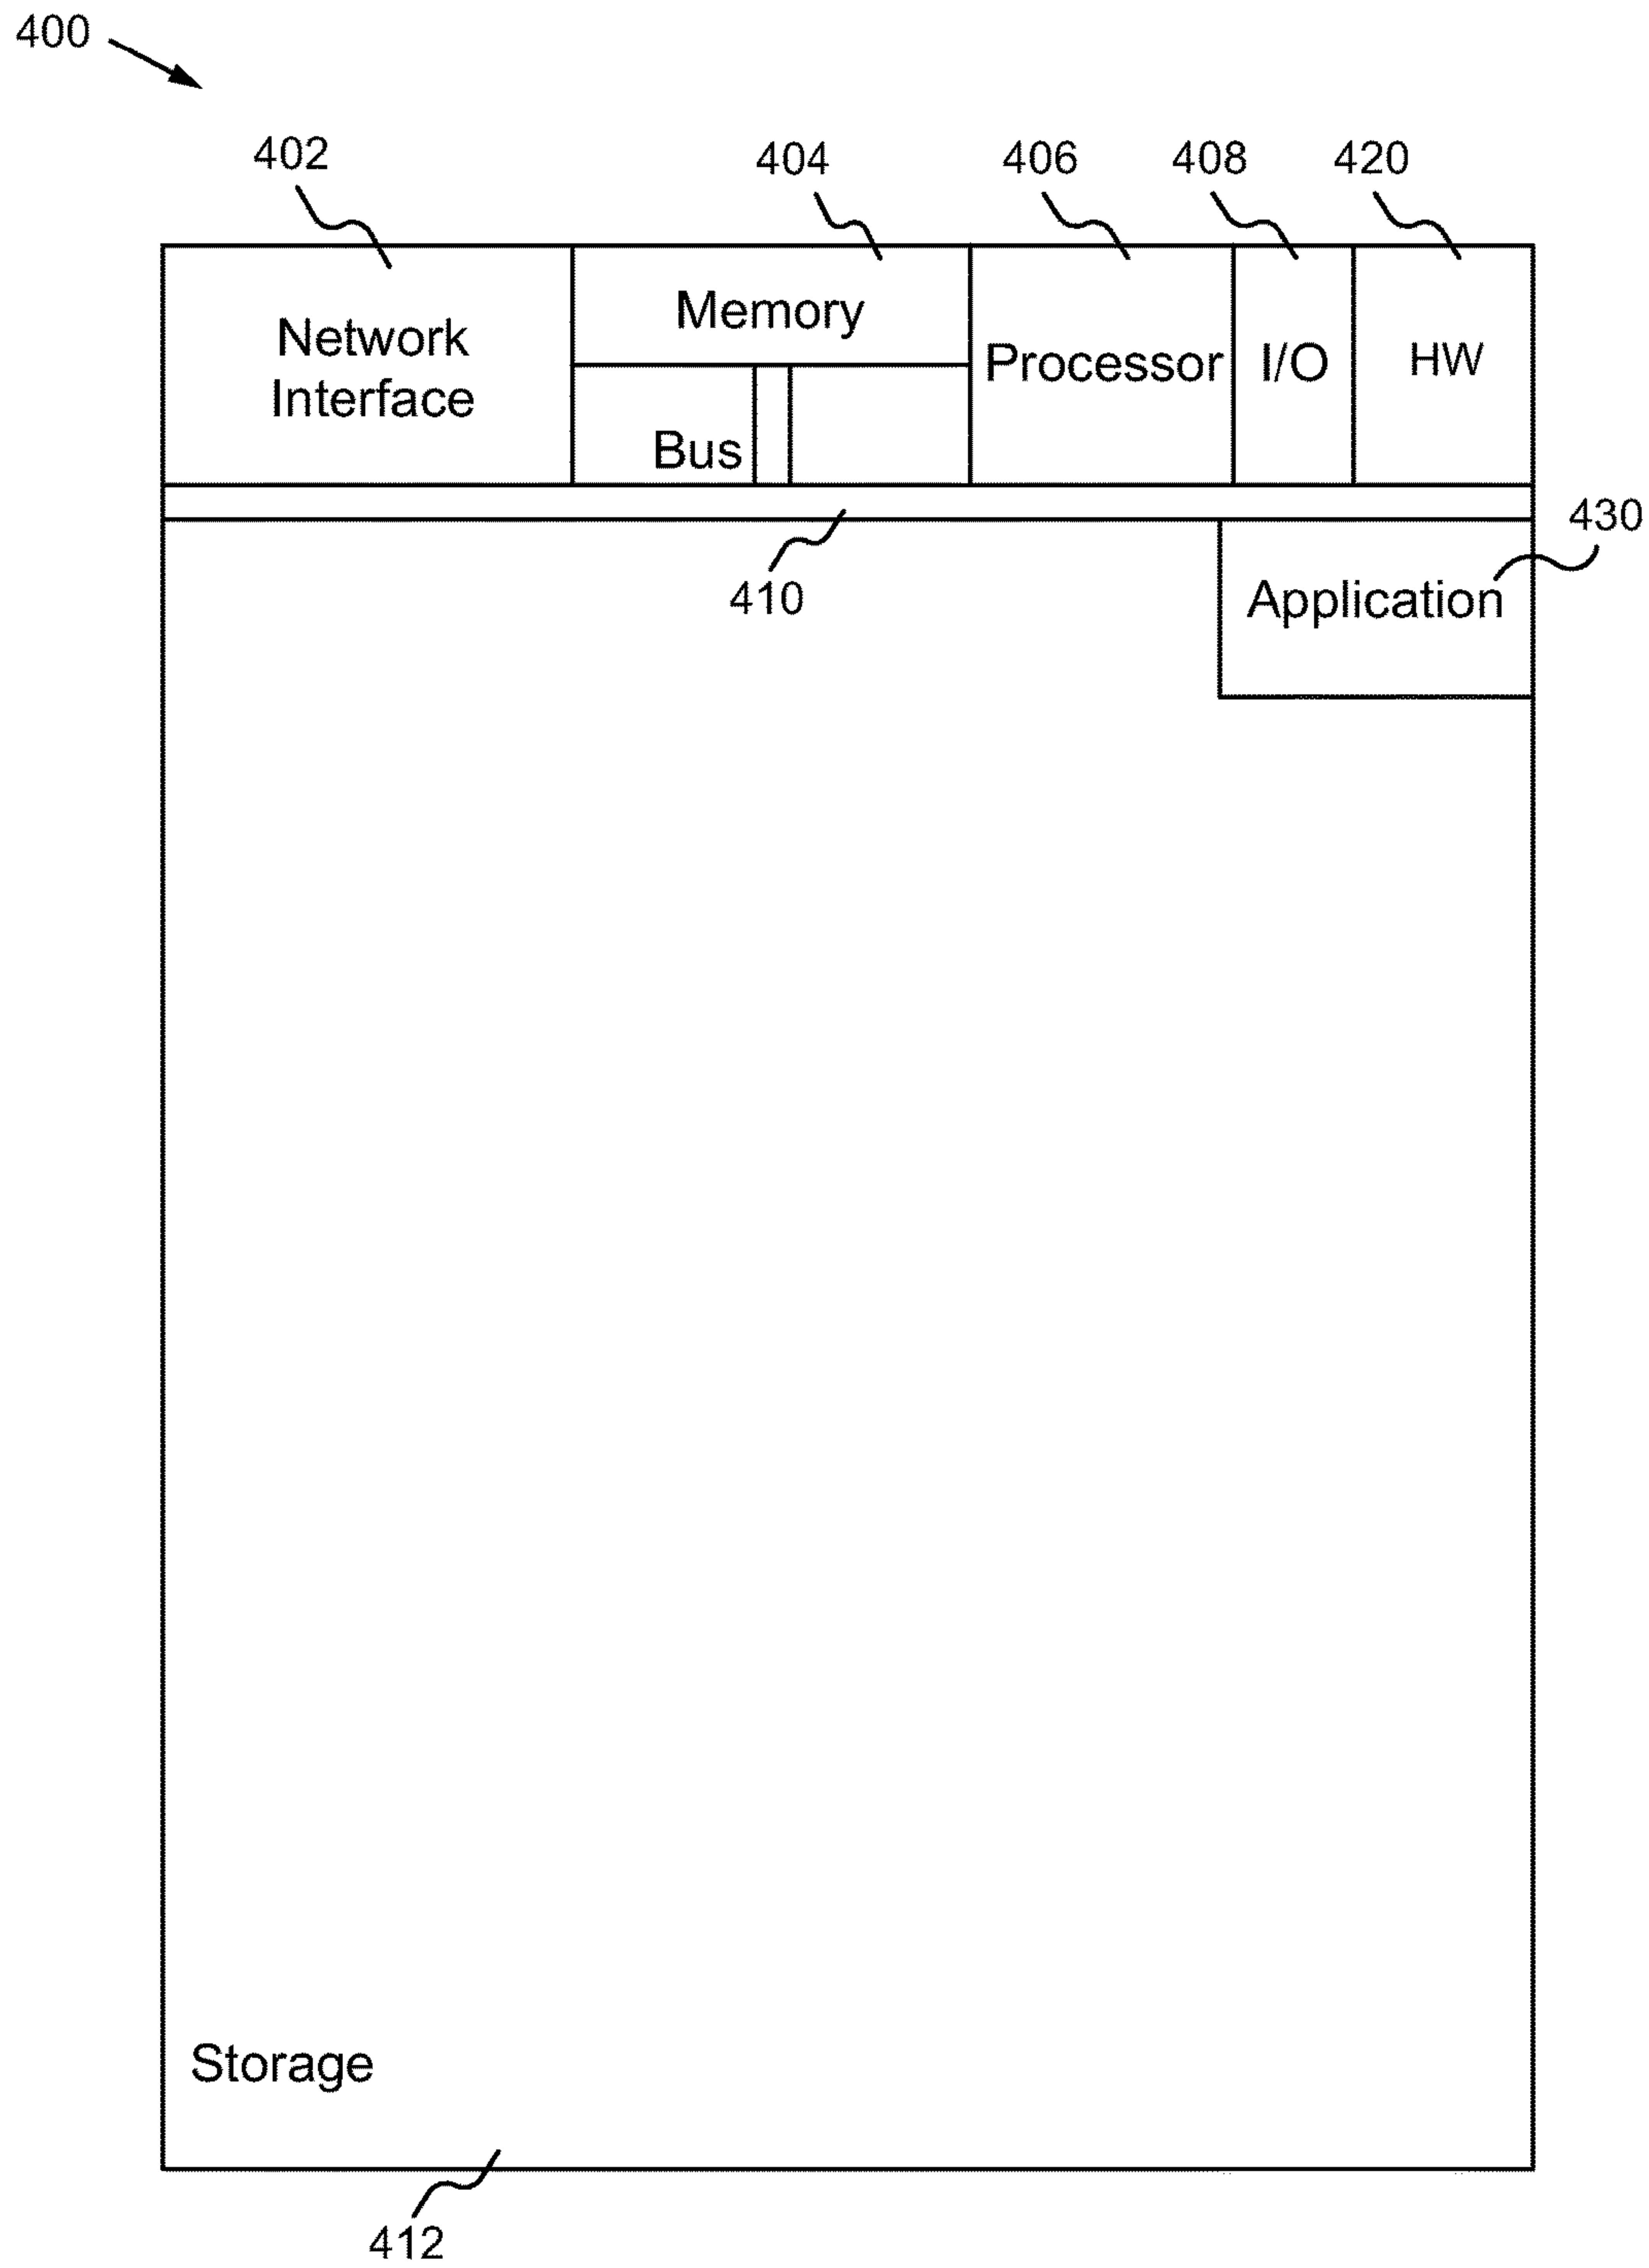 400
402
404
406
408
420
Network
Interface
Memory
Processor
I/O
HW
Bus
430
410
Application
Storage
412